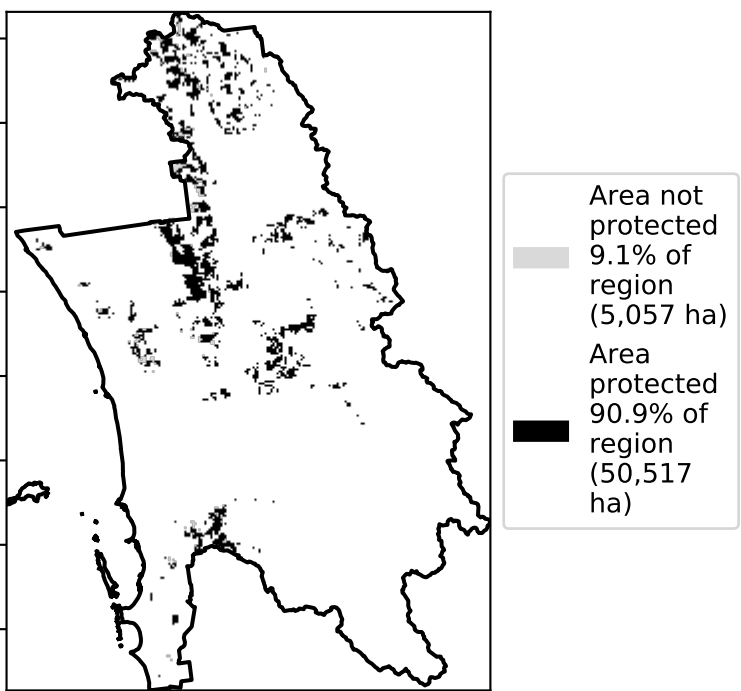 Area not
protected
9.1% of
region
(5,057 ha)
Area
protected
90.9% of
region
(50,517
ha)